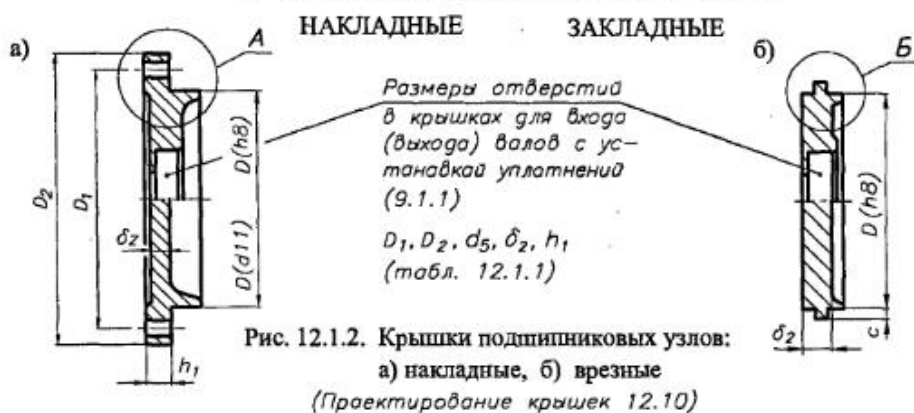 НАКЛАДНЫЕ ЗАКЛАДНЫЕ
а) А б) Б
Размеры отверстий
в крышках для входа
(выхода) валов с ус-
танавкой уплотнений
(9.1.1)
D₁, D₂, d₅, δ₂, h₁
(табл. 12.1.1)
D₂ D₁ δ₂ D(h8) D(d11) h₁
D(h8) δ₂ c
Рис. 12.1.2. Крышки подшипниковых узлов:
а) накладные, б) врезные
(Праектирование крышек 12.10)